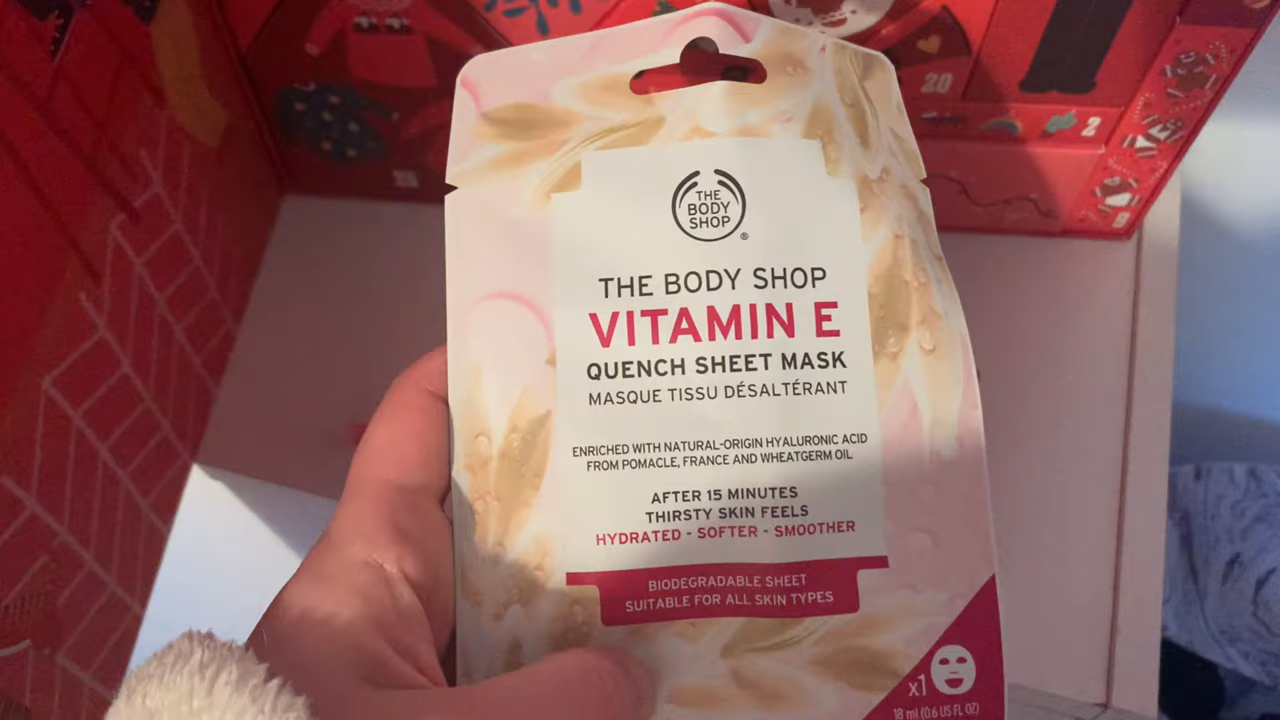 20
2
THE
BODY
SHOP
®
THE BODY SHOP
VITAMIN E
QUENCH SHEET MASK
MASQUE TISSU DÉSALTÉRANT
ENRICHED WITH NATURAL-ORIGIN HYALURONIC ACID
FROM POMACLE, FRANCE AND WHEATGERM OIL
AFTER 15 MINUTES
THIRSTY SKIN FEELS
HYDRATED - SOFTER - SMOOTHER
BIODEGRADABLE SHEET
SUITABLE FOR ALL SKIN TYPES
x1
18 ml (0.6 US FL OZ)